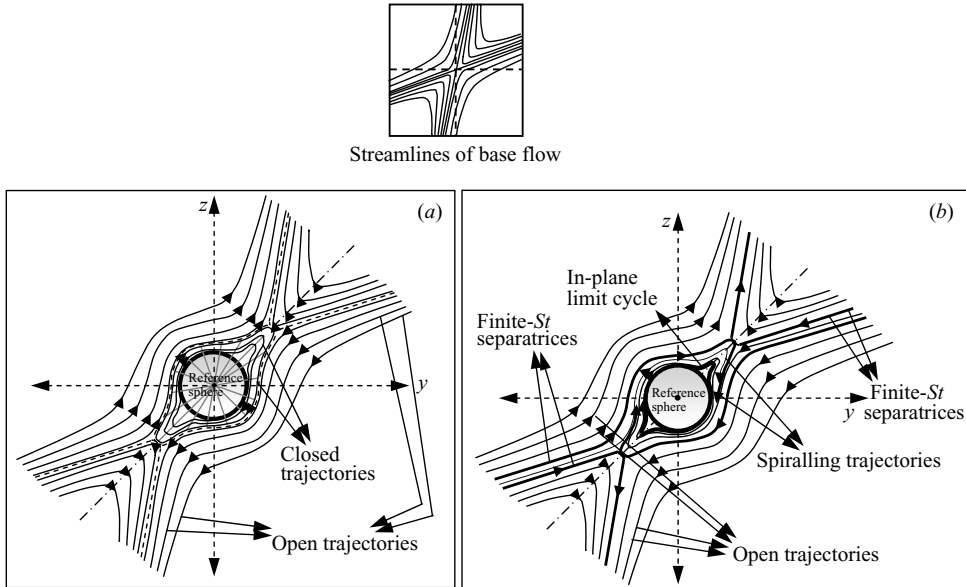 Streamlines of base flow
(a)
z
y
Reference
sphere
Closed
trajectories
Open trajectories
(b)
z
In-plane
limit cycle
Finite-St
separatrices
Reference
sphere
y
Finite-St
separatrices
Spiralling trajectories
Open trajectories